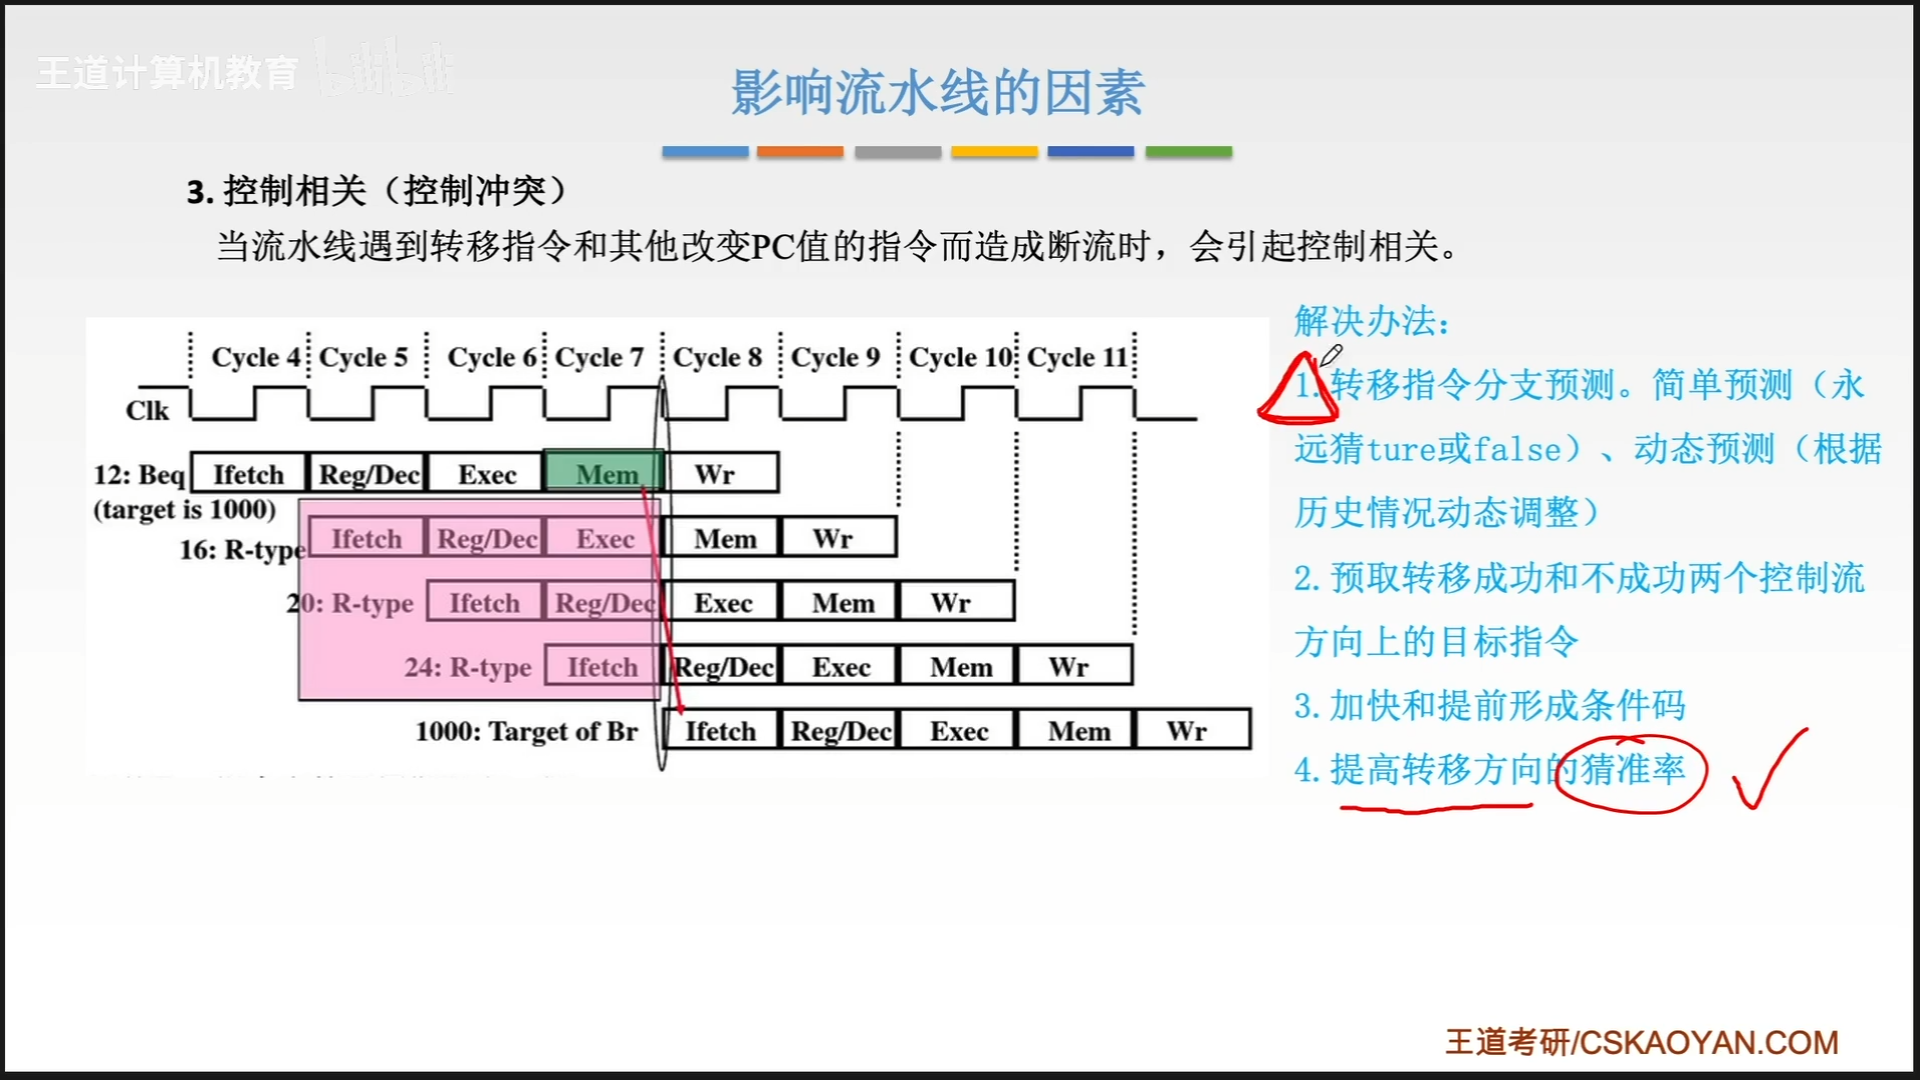 王道计算机教育 bilibili
影响流水线的因素
3. 控制相关（控制冲突）
当流水线遇到转移指令和其他改变PC值的指令而造成断流时，会引起控制相关。
Cycle 4 Cycle 5 Cycle 6 Cycle 7 Cycle 8 Cycle 9 Cycle 10 Cycle 11
Clk
12: Beq Ifetch Reg/Dec Exec Mem Wr
(target is 1000)
16: R-type Ifetch Reg/Dec Exec Mem Wr
20: R-type Ifetch Reg/Dec Exec Mem Wr
24: R-type Ifetch Reg/Dec Exec Mem Wr
1000: Target of Br Ifetch Reg/Dec Exec Mem Wr
解决办法:
1.转移指令分支预测。简单预测（永
远猜ture或false）、动态预测（根据
历史情况动态调整）
2.预取转移成功和不成功两个控制流
方向上的目标指令
3.加快和提前形成条件码
4.提高转移方向的猜准率
王道考研/CSKAOYAN.COM